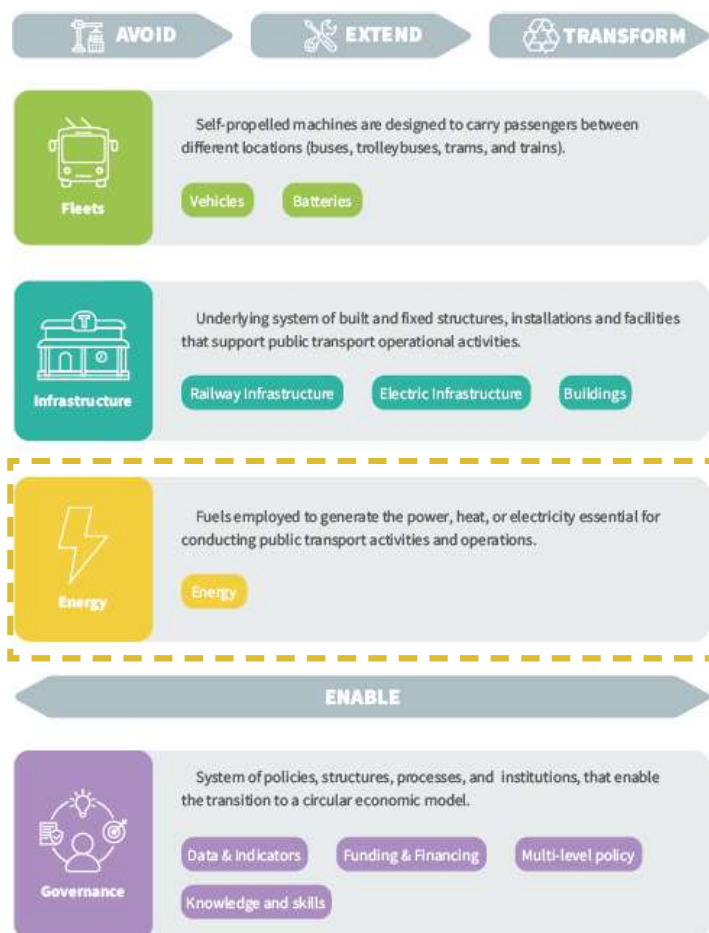 AVOID
EXTEND
TRANSFORM
Self-propelled machines are designed to carry passengers between
different locations (buses, trolleybuses, trams, and trains).
Fleets
Vehicles
Batteries
T
Underlying system of built and fixed structures, installations and facilities
that support public transport operational activities.
Infrastructure
Railway Infrastructure
Electric Infrastructure
Buildings
Fuels employed to generate the power, heat, or electricity essential for
conducting public transport activities and operations.
Energy
Energy
ENABLE
System of policies, structures, processes, and institutions, that enable
the transition to a circular economic model.
Governance
Data & Indicators
Funding & Financing
Multi-level policy
Knowledge and skills